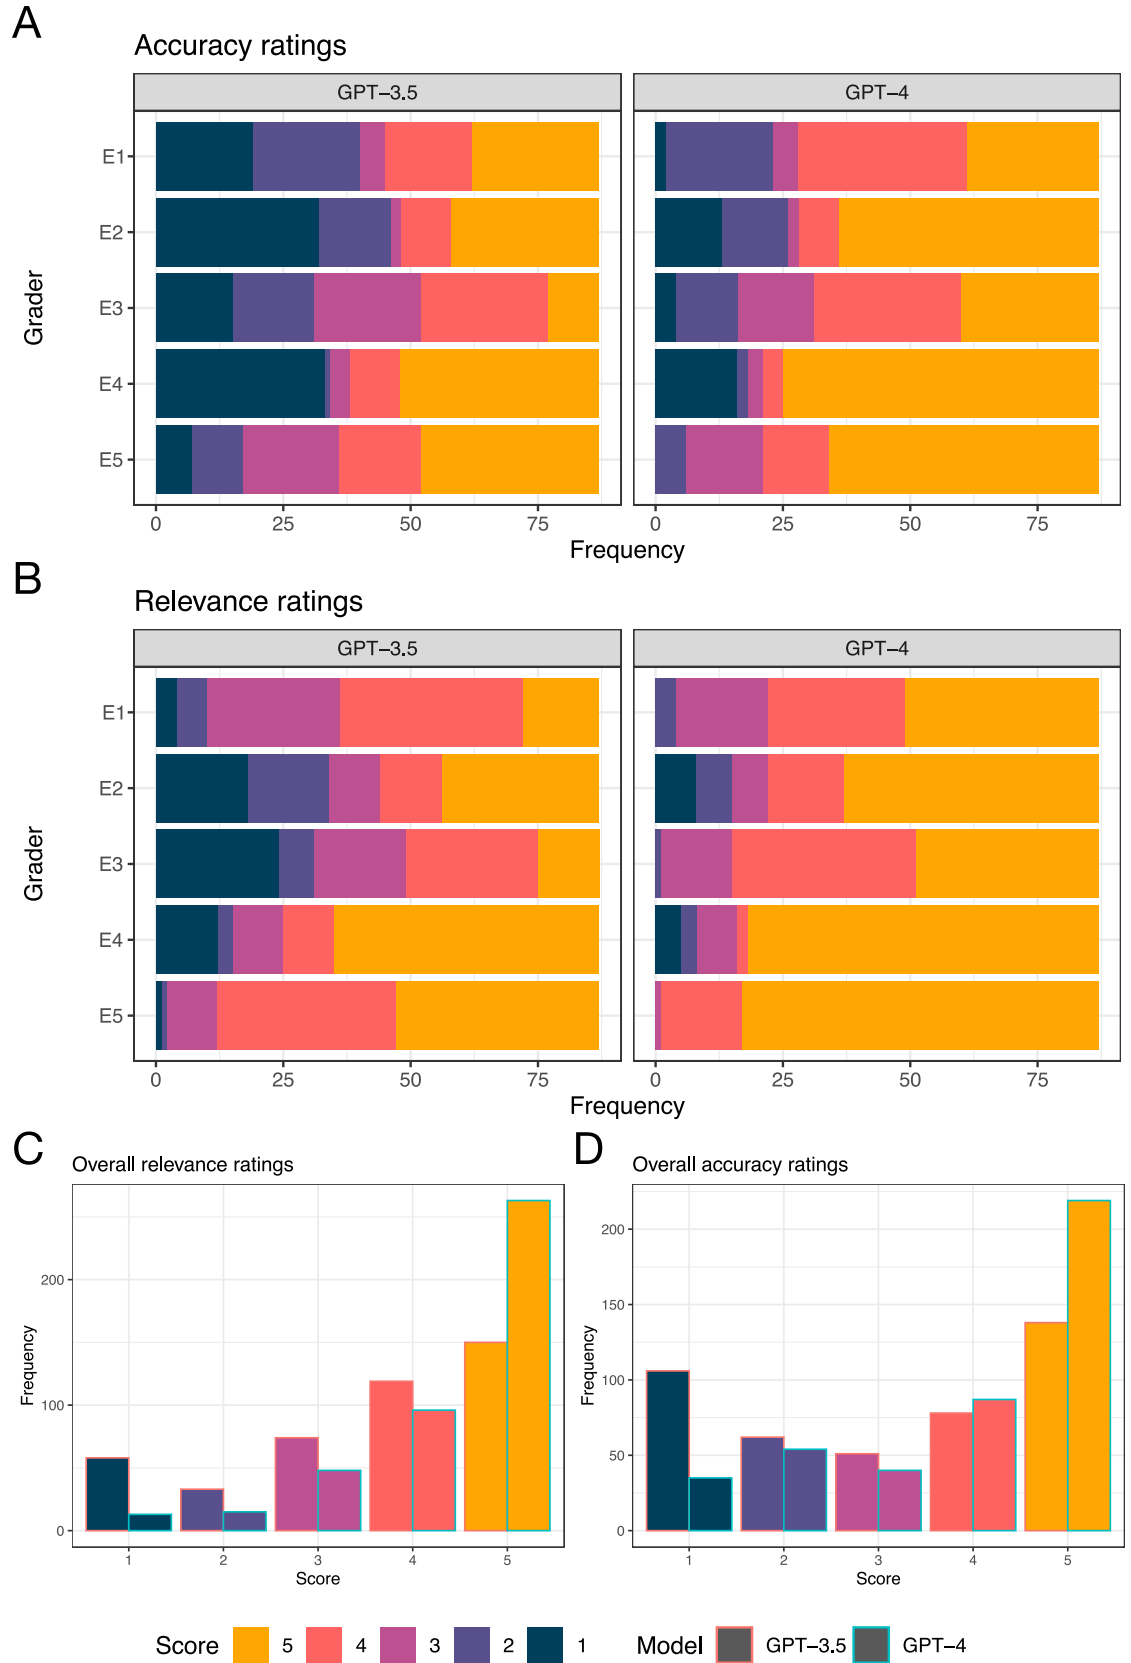 A
Accuracy ratings
GPT−3.5
GPT−4
E1
E2
E3
E4
E5
Grader
0 25 50 75
0 25 50 75
Frequency
B
Relevance ratings
GPT−3.5
GPT−4
E1
E2
E3
E4
E5
Grader
0 25 50 75
0 25 50 75
Frequency
C
Overall relevance ratings
200
100
0
Frequency
1 2 3 4 5
Score
D
Overall accuracy ratings
200
150
100
50
0
Frequency
1 2 3 4 5
Score
Score 5 4 3 2 1
Model GPT−3.5 GPT−4